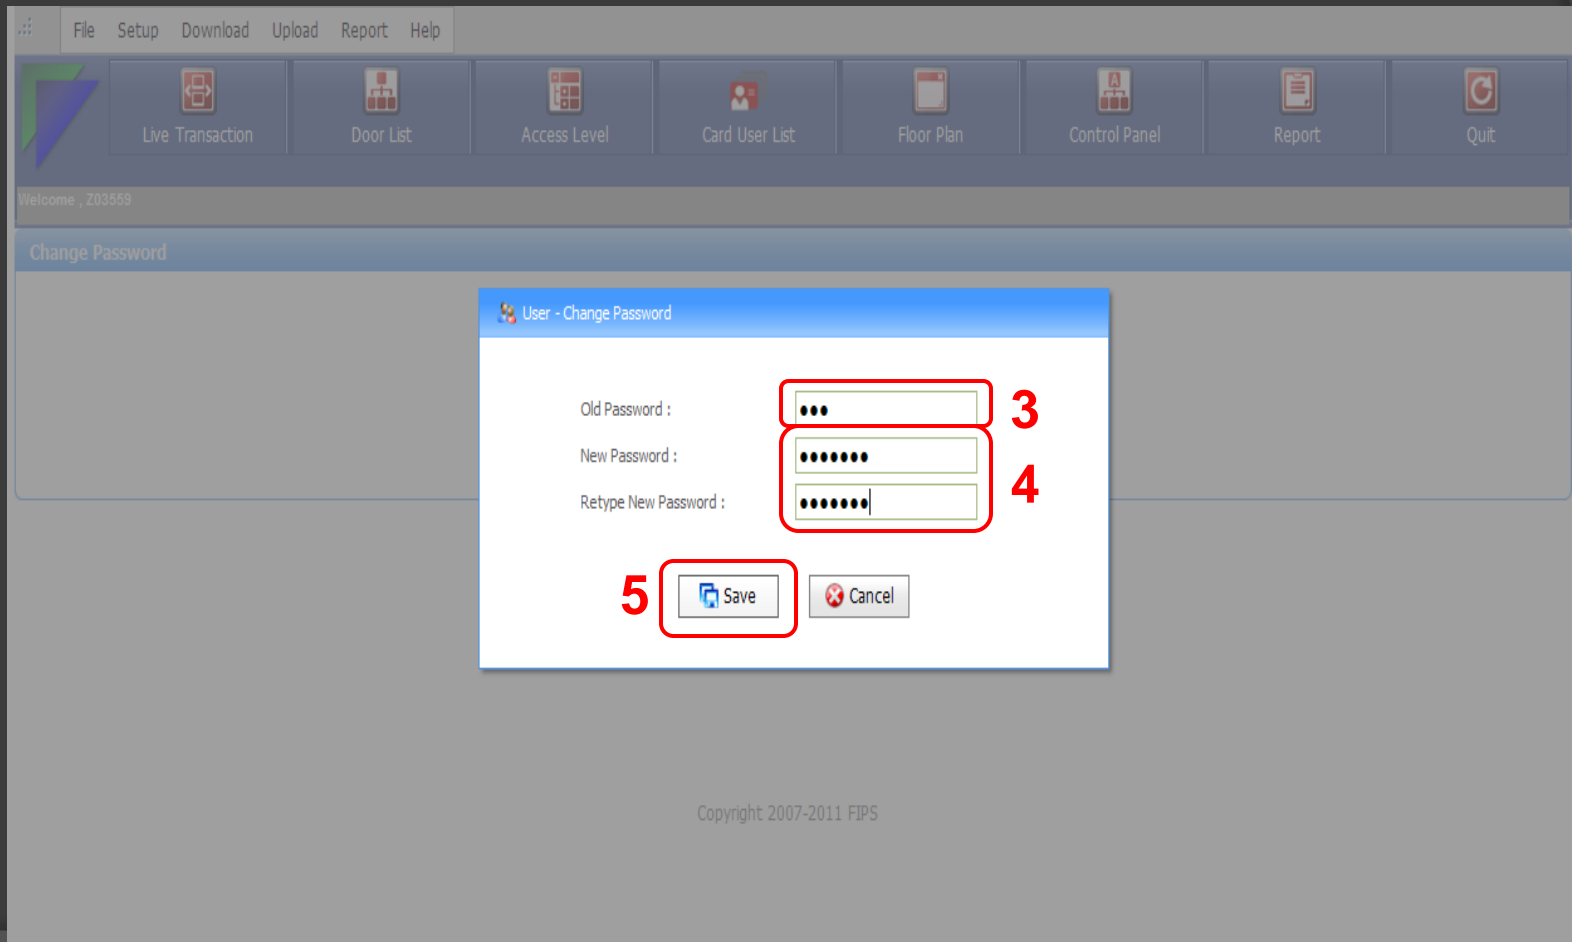 File Setup Download Upload Report Help
Live Transaction Door List Access Level Card User List Floor Plan Control Panel Report Quit
Welcome , Z03559
Change Password
User - Change Password
Old Password : ●●● 3
New Password : ●●●●●●●
4
Retype New Password : ●●●●●●●
5 Save Cancel
Copyright 2007-2011 FIPS